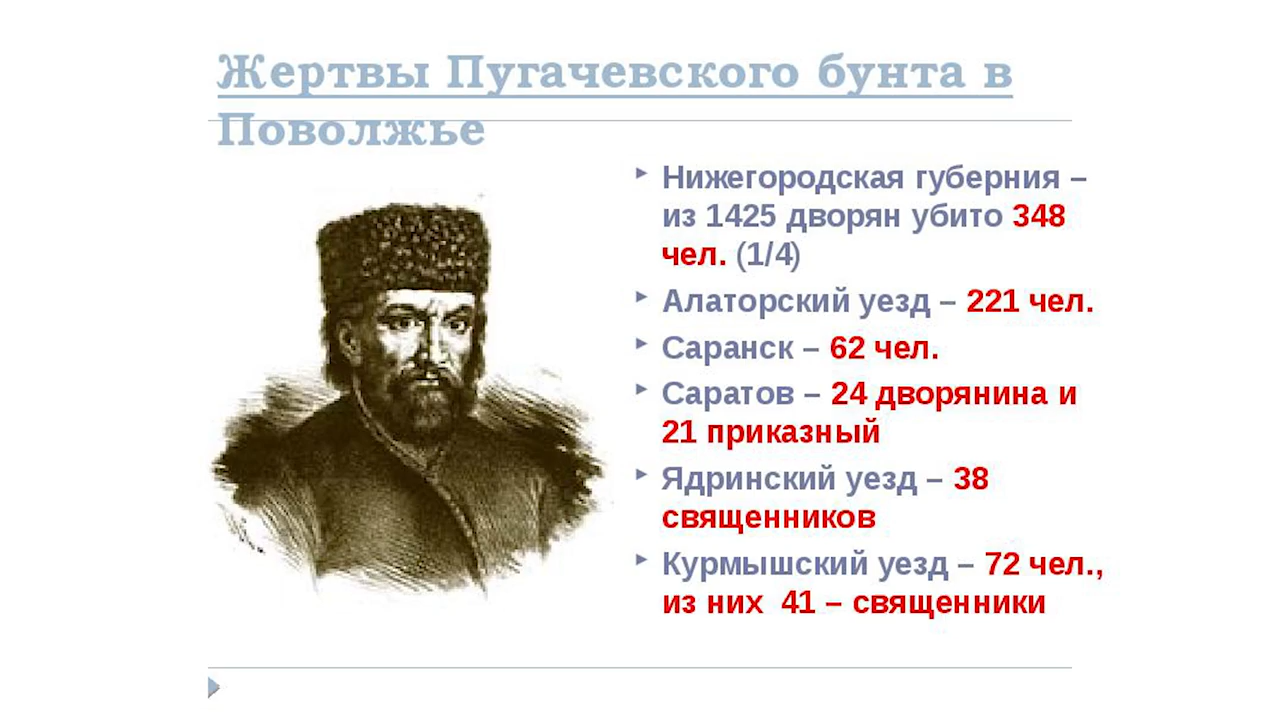 Жертвы Пугачевского бунта в
Поволжье
Нижегородская губерния –
из 1425 дворян убито 348
чел. (1/4)
Алаторский уезд – 221 чел.
Саранск – 62 чел.
Саратов – 24 дворянина и
21 приказный
Ядринский уезд – 38
священников
Курмышский уезд – 72 чел.,
из них 41 – священники